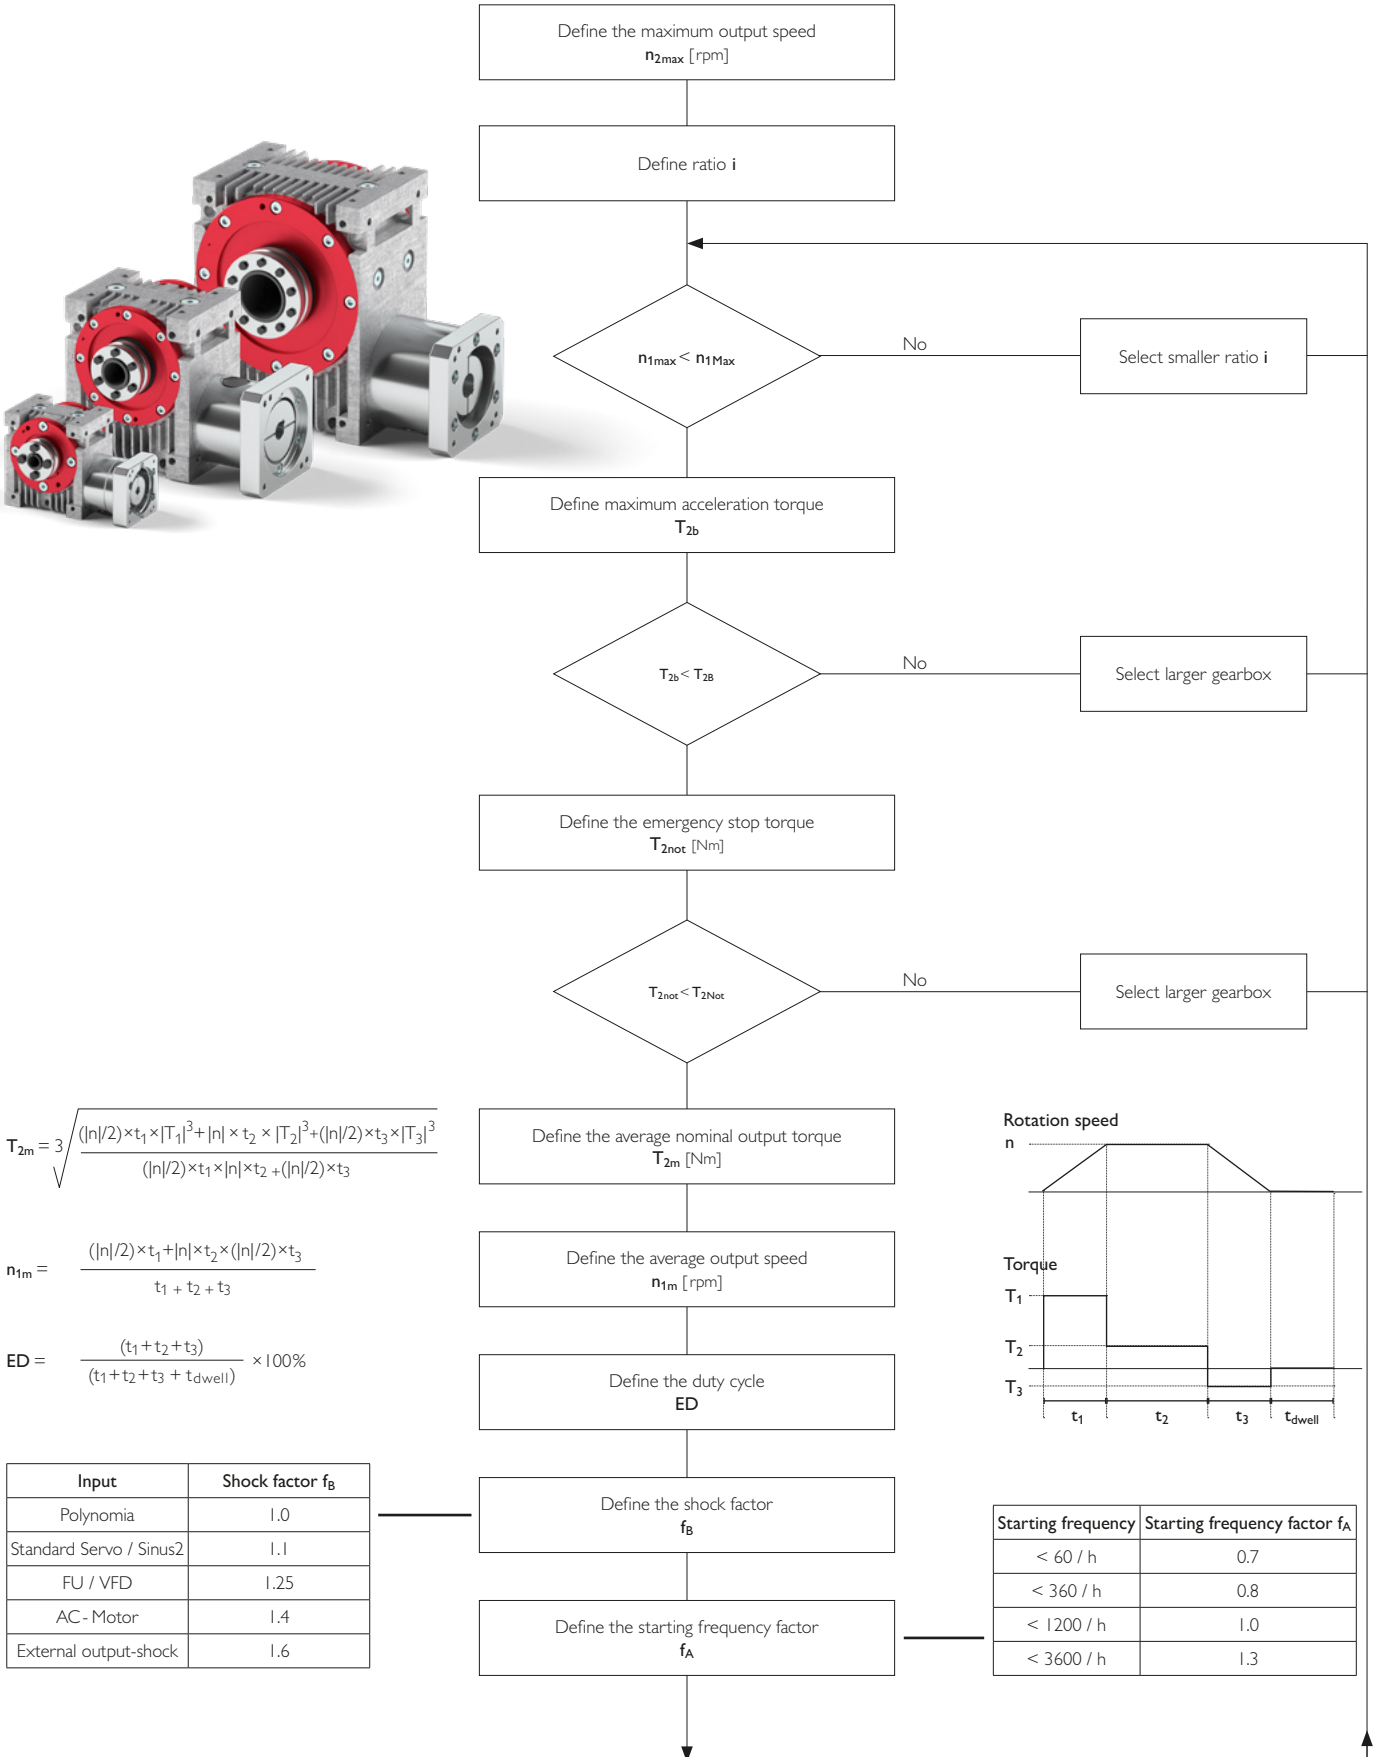 Define the maximum output speed
n2max [rpm]
Define ratio i
n1max < n1Max
No
Select smaller ratio i
Define maximum acceleration torque
T2b
T2b < T2B
No
Select larger gearbox
Define the emergency stop torque
T2not [Nm]
T2not < T2Not
No
Select larger gearbox
T2m = 3√ (|n|/2)×t1×|T1|³+|n| × t2 × |T2|³+(|n|/2)×t3×|T3|³
(|n|/2)×t1×|n|×t2 +(|n|/2)×t3
Define the average nominal output torque
T2m [Nm]
n1m = (|n|/2)×t1+|n|×t2×(|n|/2)×t3
t1 + t2 + t3
Define the average output speed
n1m [rpm]
ED = (t1+t2+t3)
(t1+t2+t3 + tdwell)
×100%
Define the duty cycle
ED
Rotation speed
n
Torque
T1
T2
T3
t1 t2 t3 tdwell
Input Shock factor fB
Polynomia 1.0
Standard Servo / Sinus2 1.1
FU / VFD 1.25
AC- Motor 1.4
External output-shock 1.6
Define the shock factor
fB
Define the starting frequency factor
fA
Starting frequency Starting frequency factor fA
< 60 / h 0.7
< 360 / h 0.8
< 1200 / h 1.0
< 3600 / h 1.3